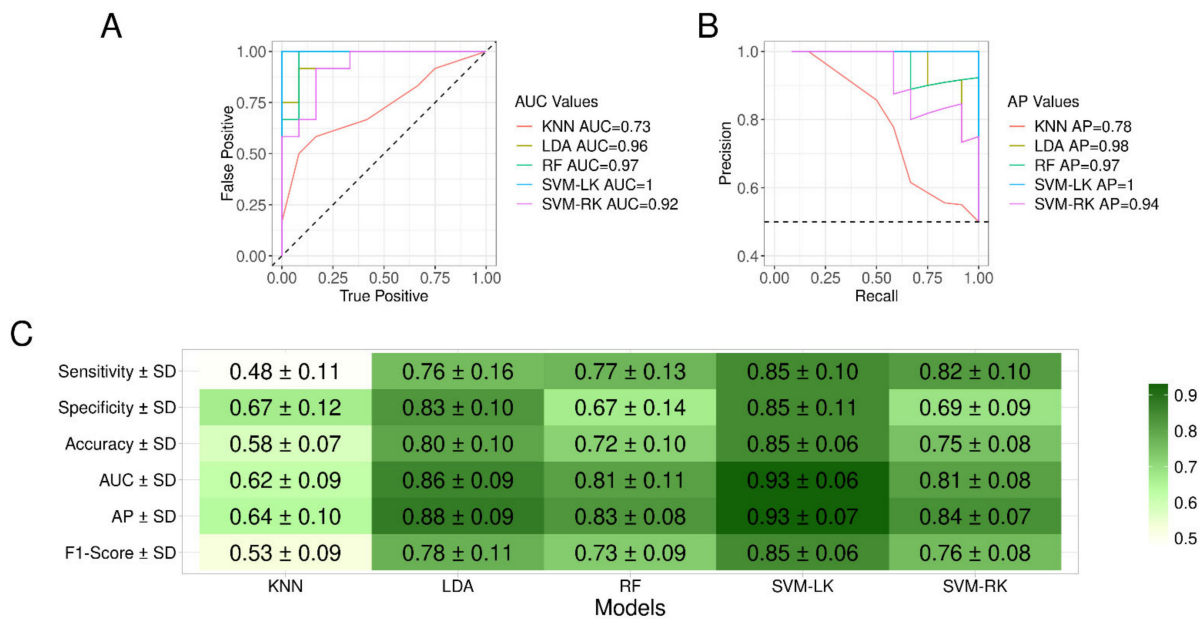 A
1.00
0.75
0.50
0.25
0.00
False Positive
0.00
0.25
0.50
0.75
1.00
True Positive
AUC Values
KNN AUC=0.73
LDA AUC=0.96
RF AUC=0.97
SVM-LK AUC=1
SVM-RK AUC=0.92
B
1.0
0.8
0.6
0.4
Precision
0.00
0.25
0.50
0.75
1.00
Recall
AP Values
KNN AP=0.78
LDA AP=0.98
RF AP=0.97
SVM-LK AP=1
SVM-RK AP=0.94
C
Sensitivity ± SD 0.48 ± 0.11 0.76 ± 0.16 0.77 ± 0.13 0.85 ± 0.10 0.82 ± 0.10
Specificity ± SD 0.67 ± 0.12 0.83 ± 0.10 0.67 ± 0.14 0.85 ± 0.11 0.69 ± 0.09
Accuracy ± SD 0.58 ± 0.07 0.80 ± 0.10 0.72 ± 0.10 0.85 ± 0.06 0.75 ± 0.08
AUC ± SD 0.62 ± 0.09 0.86 ± 0.09 0.81 ± 0.11 0.93 ± 0.06 0.81 ± 0.08
AP ± SD 0.64 ± 0.10 0.88 ± 0.09 0.83 ± 0.08 0.93 ± 0.07 0.84 ± 0.07
F1-Score ± SD 0.53 ± 0.09 0.78 ± 0.11 0.73 ± 0.09 0.85 ± 0.06 0.76 ± 0.08
KNN LDA RF SVM-LK SVM-RK
Models
0.9
0.8
0.7
0.6
0.5